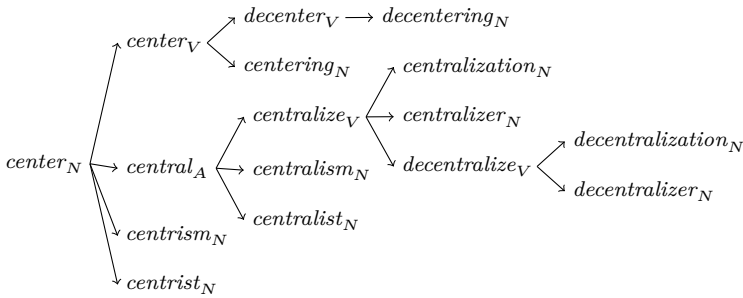 decenter_V → decentering_N
center_V
centering_N
centralization_N
centralize_V
centralizer_N
decentralization_N
center_N
central_A
centralism_N
decentralize_V
decentralizer_N
centralist_N
centrism_N
centrist_N